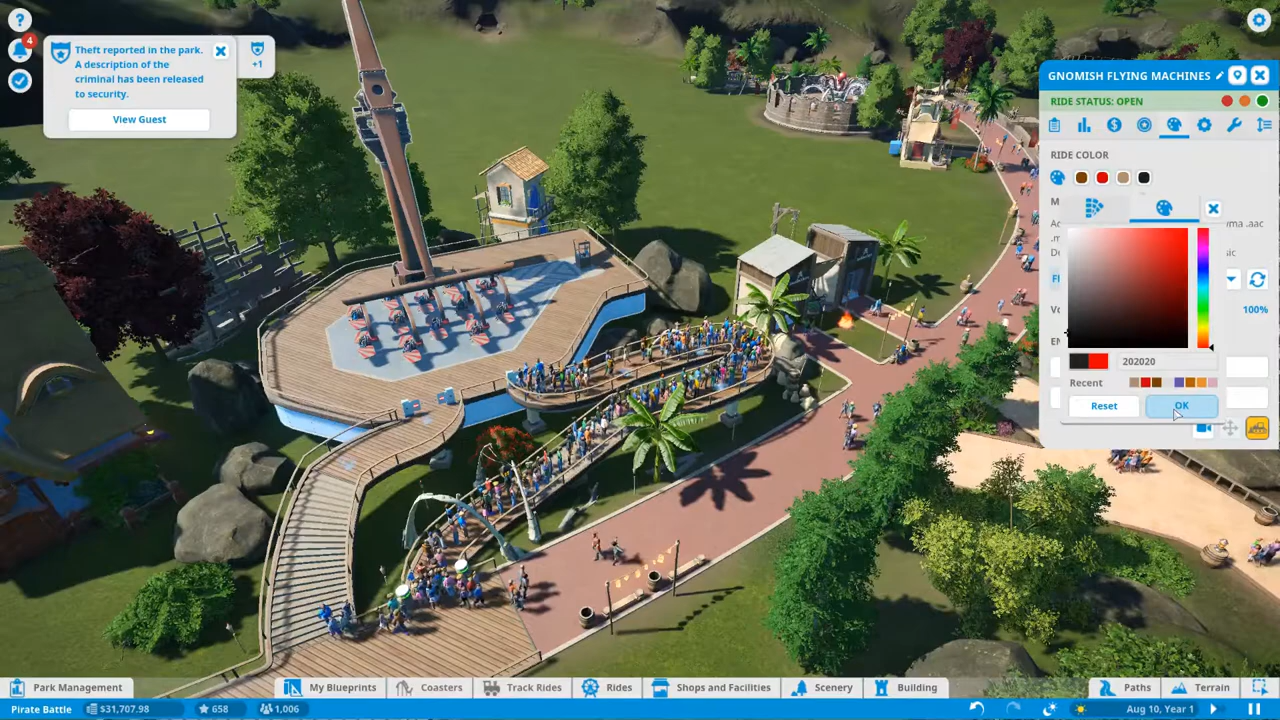 ?
4
Theft reported in the park.
A description of the
criminal has been released
to security.
+1
View Guest
GNOMISH FLYING MACHINES
RIDE STATUS: OPEN
RIDE COLOR
100%
202020
Recent
Reset
OK
Park Management
My Blueprints
Coasters
Track Rides
Rides
Shops and Facilities
Scenery
Building
Paths
Terrain
Pirate Battle
$31,707.98
658
1,006
Aug 10, Year 1